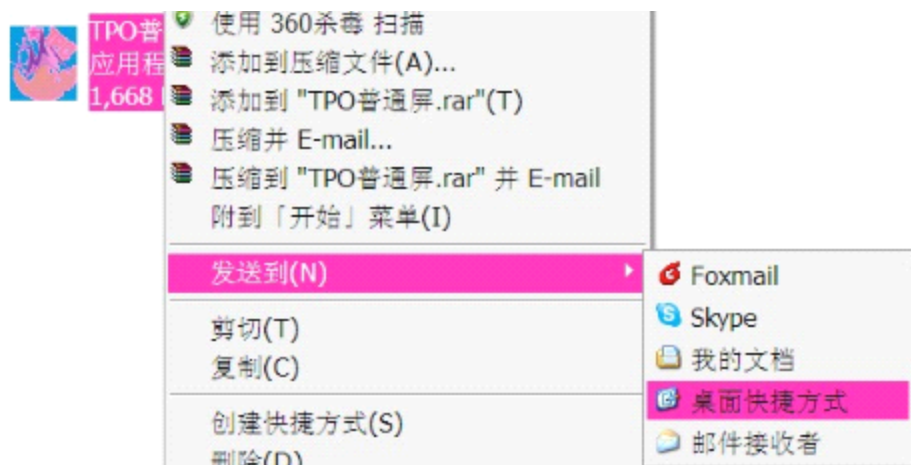 TPO普
应用程
1,668
使用 360杀毒 扫描
添加到压缩文件(A)...
添加到 "TPO普通屏.rar"(T)
压缩并 E-mail...
压缩到 "TPO普通屏.rar" 并 E-mail
附到「开始」菜单(I)
发送到(N)
剪切(T)
复制(C)
创建快捷方式(S)
删除(D)
Foxmail
Skype
我的文档
桌面快捷方式
邮件接收者